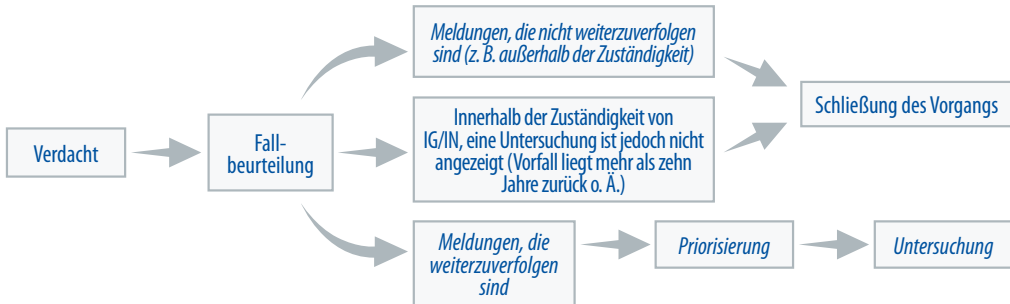 Verdacht
Fall-
beurteilung
Meldungen, die nicht weiterzuverfolgen
sind (z. B. außerhalb der Zuständigkeit)
Innerhalb der Zuständigkeit von
IG/IN, eine Untersuchung ist jedoch nicht
angezeigt (Vorfall liegt mehr als zehn
Jahre zurück o. Ä.)
Schließung des Vorgangs
Meldungen, die
weiterzuverfolgen
sind
Priorisierung
Untersuchung